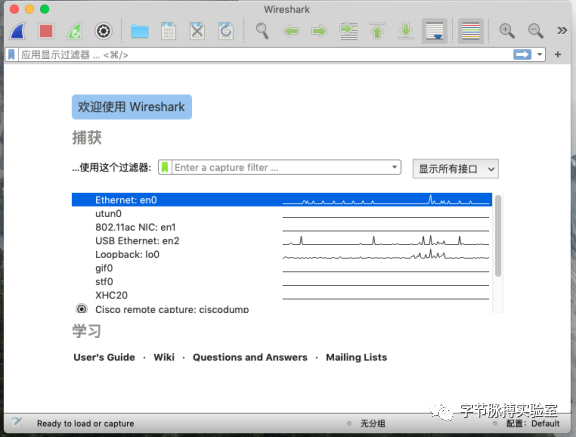 Wireshark
应用显示过滤器 … <⌘/>
+
欢迎使用 Wireshark
捕获
…使用这个过滤器:
Enter a capture filter …
显示所有接口
Ethernet: en0
utun0
802.11ac NIC: en1
USB Ethernet: en2
Loopback: lo0
gif0
stf0
XHC20
Cisco remote capture: ciscodump
学习
User's Guide · Wiki · Questions and Answers · Mailing Lists
字节脉搏实验室
Ready to load or capture
无分组
配置: Default